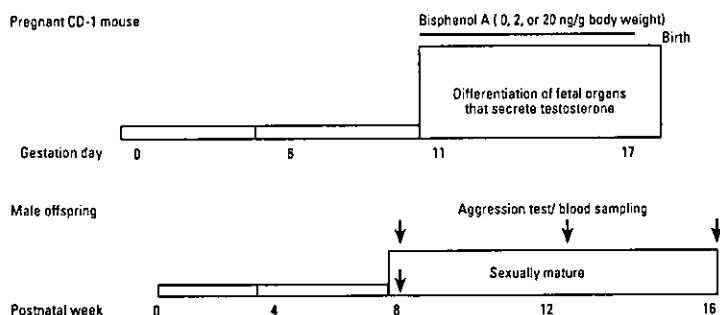 Pregnant CD-1 mouse
Bisphenol A ( 0, 2, or 20 ng/g body weight)
Birth
Differentiation of fetal organs
that secrete testosterone
Gestation day 0 6 11 17
Male offspring
Aggression test/ blood sampling
Sexually mature
Postnatal week 0 4 8 12 16